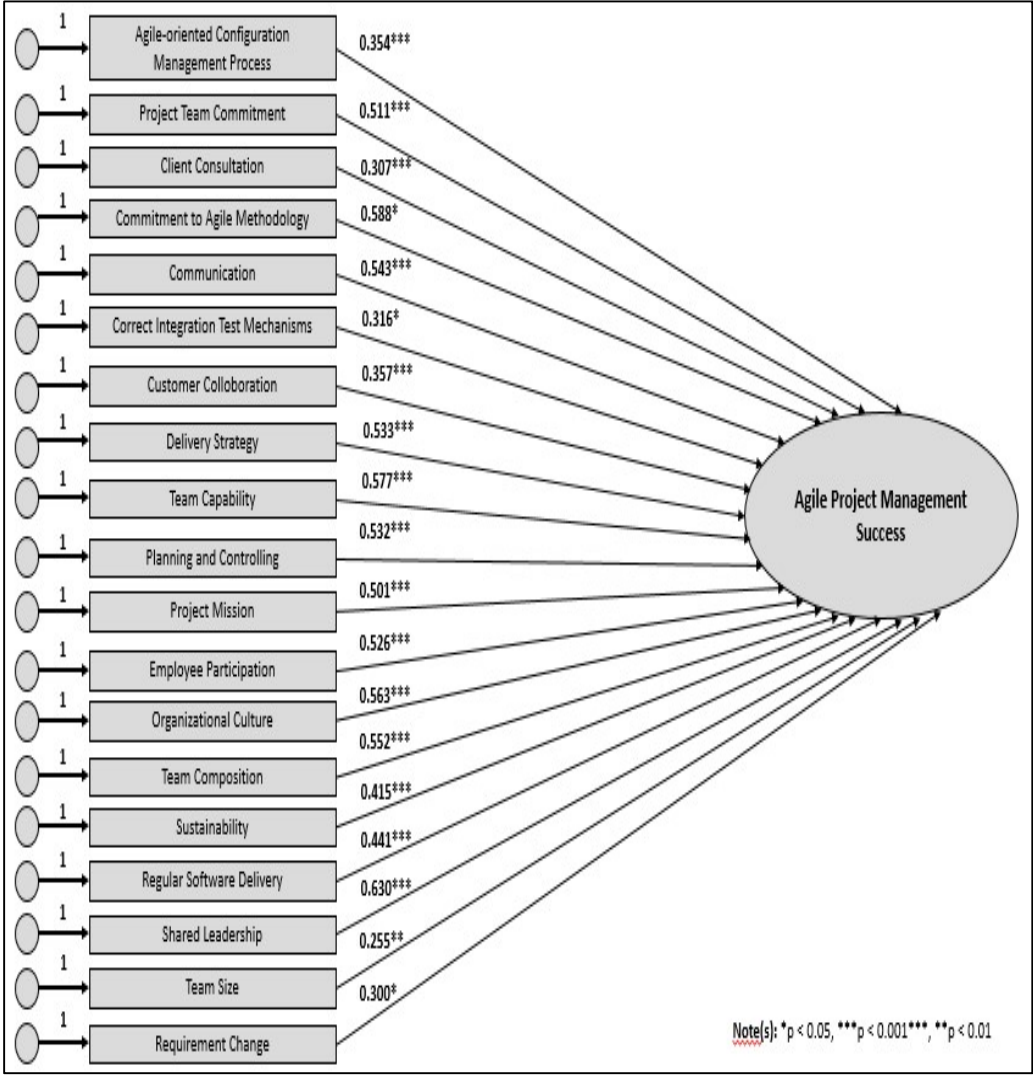 1
Agile-oriented Configuration
Management Process
0.354***
1
Project Team Commitment
0.511***
1
Client Consultation
0.307***
1
Commitment to Agile Methodology
0.588*
1
Communication
0.543***
1
Correct Integration Test Mechanisms
0.316*
1
Customer Colloboration
0.357***
1
Delivery Strategy
0.533***
1
Team Capability
0.577***
1
Planning and Controlling
0.532***
1
Project Mission
0.501***
1
Employee Participation
0.526***
1
Organizational Culture
0.563***
1
Team Composition
0.552***
1
Sustainability
0.415***
1
Regular Software Delivery
0.441***
1
Shared Leadership
0.630***
1
Team Size
0.255**
1
Requirement Change
0.300*
Agile Project Management
Success
Note(s): *p < 0.05, ***p < 0.001***, **p < 0.01